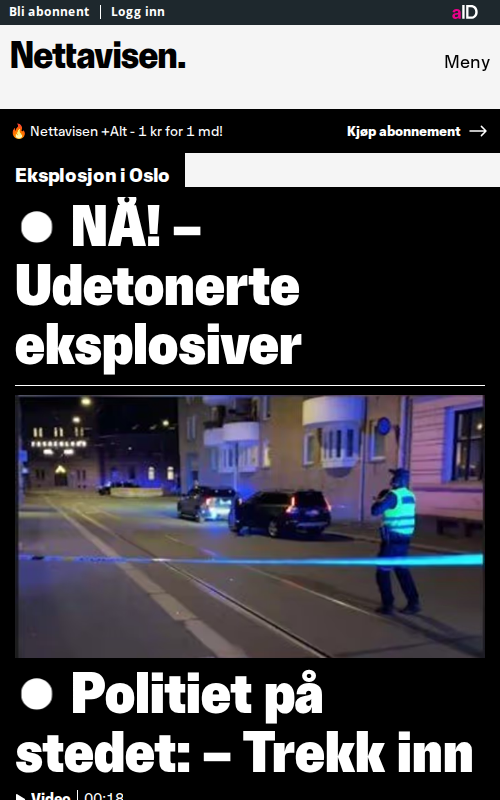 Bli abonnent | Logg inn
aID
Nettavisen.
Meny
🔥 Nettavisen +Alt - 1 kr for 1 md!
Kjøp abonnement →
Eksplosjon i Oslo
● NÅ! –
Udetonerte
eksplosiver
● Politiet på
stedet: – Trekk inn
Video | 00:18